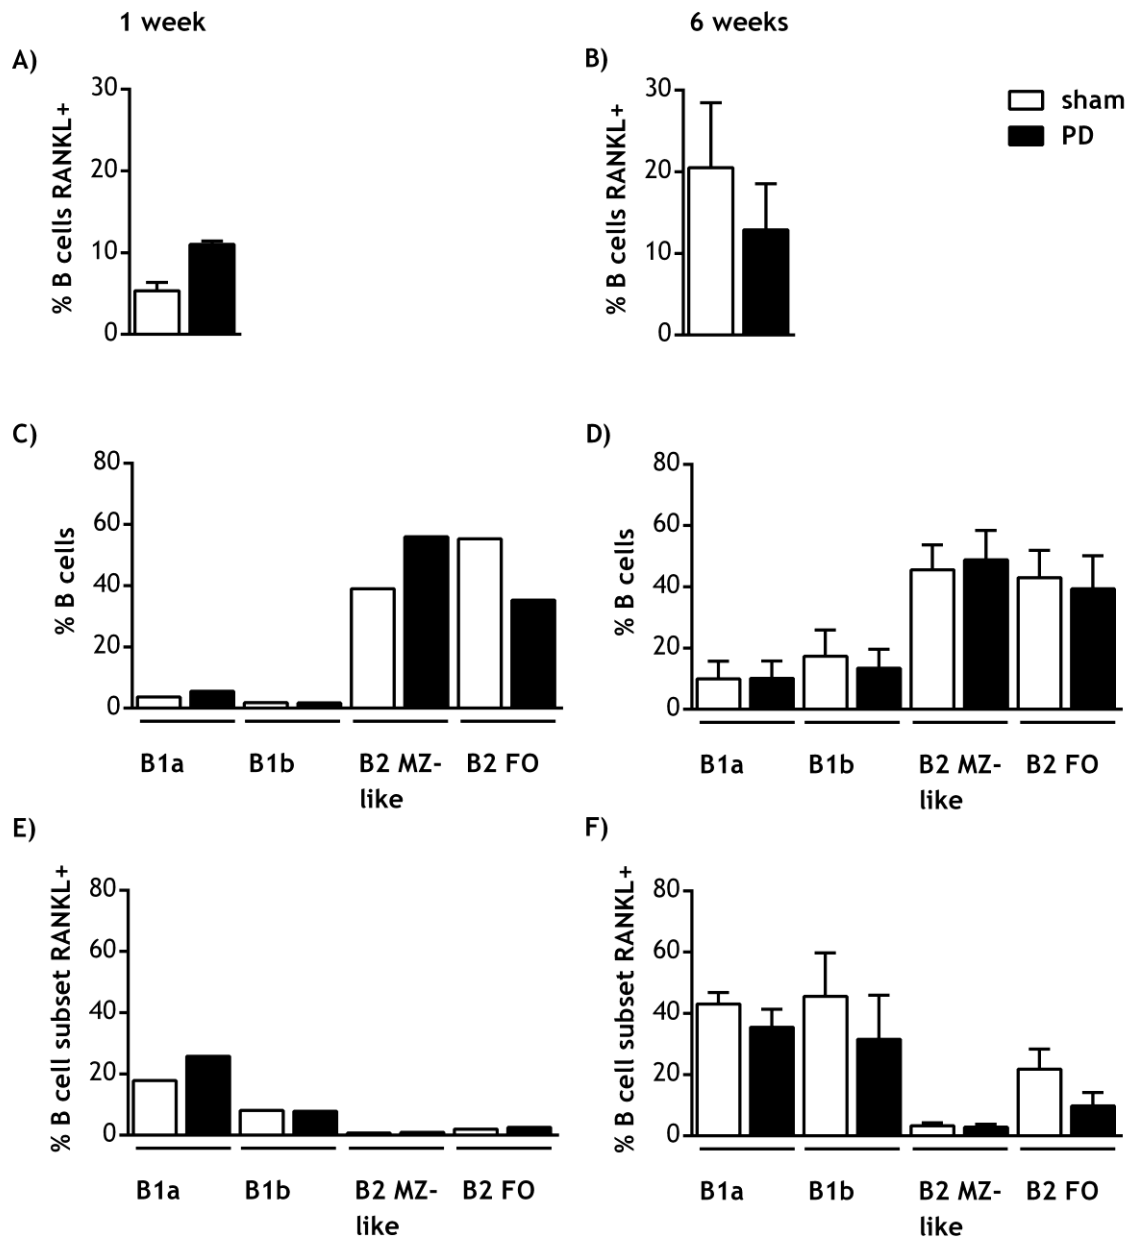 1 week
6 weeks
A)
% B cells RANKL+
30
20
10
0
B)
% B cells RANKL+
30
20
10
0
sham
PD
C)
% B cells
80
60
40
20
0
B1a
B1b
B2 MZ-
like
B2 FO
D)
% B cells
80
60
40
20
0
B1a
B1b
B2 MZ-
like
B2 FO
E)
% B cell subset RANKL+
80
60
40
20
0
B1a
B1b
B2 MZ-
like
B2 FO
F)
% B cell subset RANKL+
80
60
40
20
0
B1a
B1b
B2 MZ-
like
B2 FO